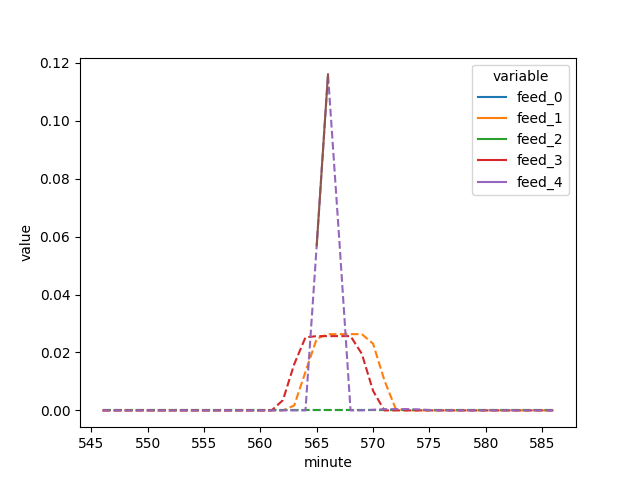 variable
feed_0
feed_1
feed_2
feed_3
feed_4
0.12
0.10
0.08
0.06
0.04
0.02
0.00
value
545 550 555 560 565 570 575 580 585
minute